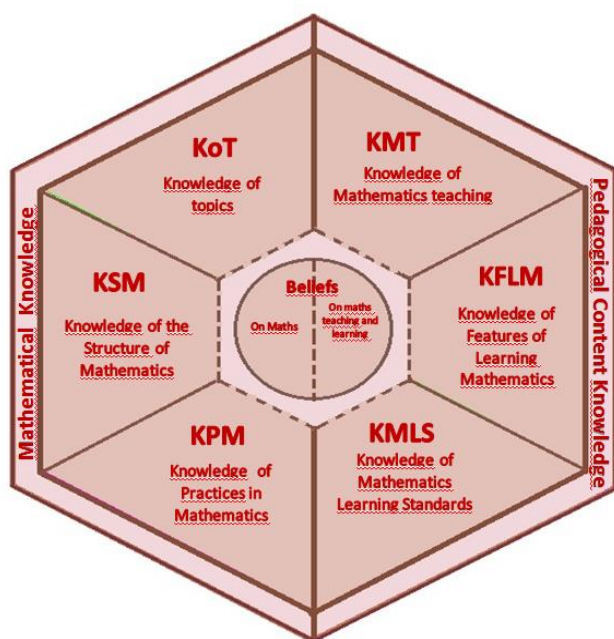 KoT
Knowledge of
topics
KMT
Knowledge of
Mathematics teaching
Mathematical Knowledge
KSM
Knowledge of the
Structure of
Mathematics
Beliefs
On Maths
On maths
teaching and
learning
KFLM
Knowledge of
Features of
Learning
Mathematics
Pedagogical Content Knowledge
KPM
Knowledge of
Practices in
Mathematics
KMLS
Knowledge of
Mathematics
Learning Standards